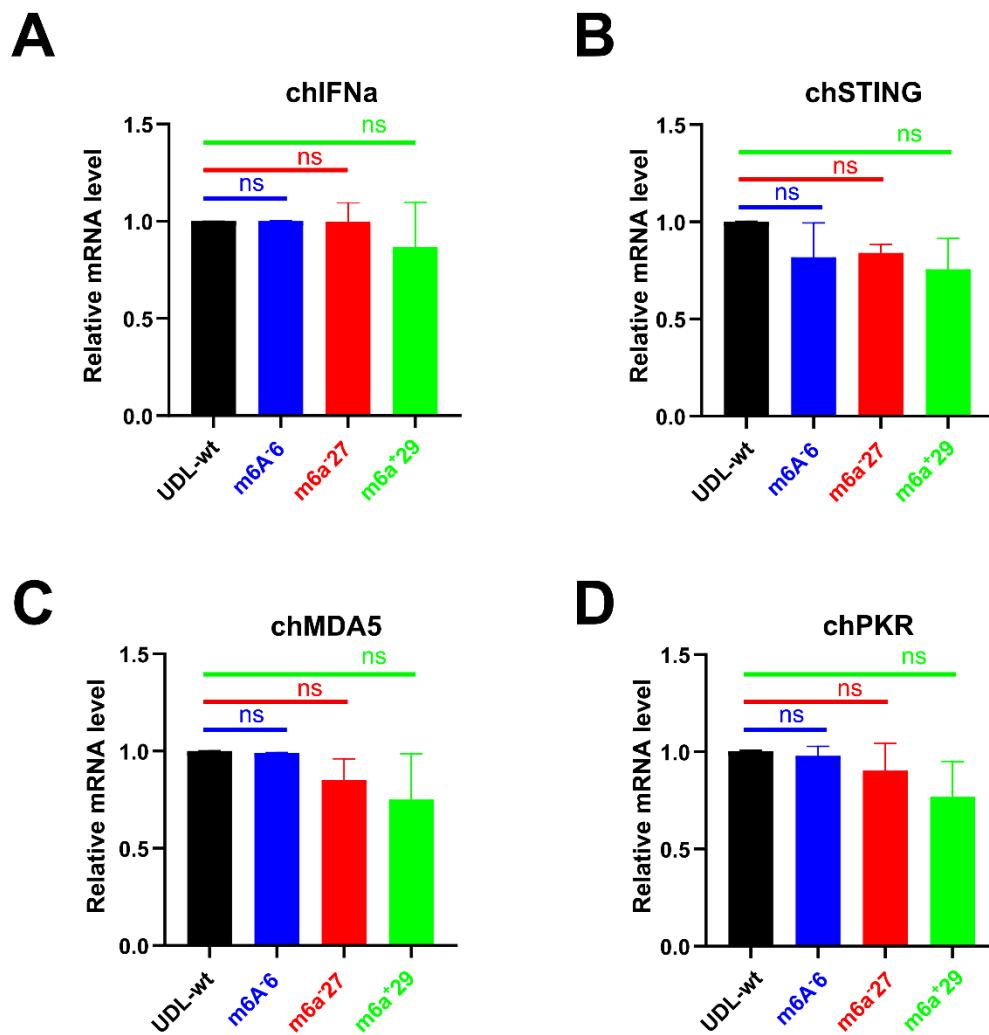 A
chIFNa
Relative mRNA level
1.5
1.0
0.5
0.0
ns
ns
ns
UDL-wt
m6A⁻6
m6a⁻27
m6a⁺29
B
chSTING
Relative mRNA level
1.5
1.0
0.5
0.0
ns
ns
ns
UDL-wt
m6A⁻6
m6a⁻27
m6a⁺29
C
chMDA5
Relative mRNA level
1.5
1.0
0.5
0.0
ns
ns
ns
UDL-wt
m6A⁻6
m6a⁻27
m6a⁺29
D
chPKR
Relative mRNA level
1.5
1.0
0.5
0.0
ns
ns
ns
UDL-wt
m6A⁻6
m6a⁻27
m6a⁺29